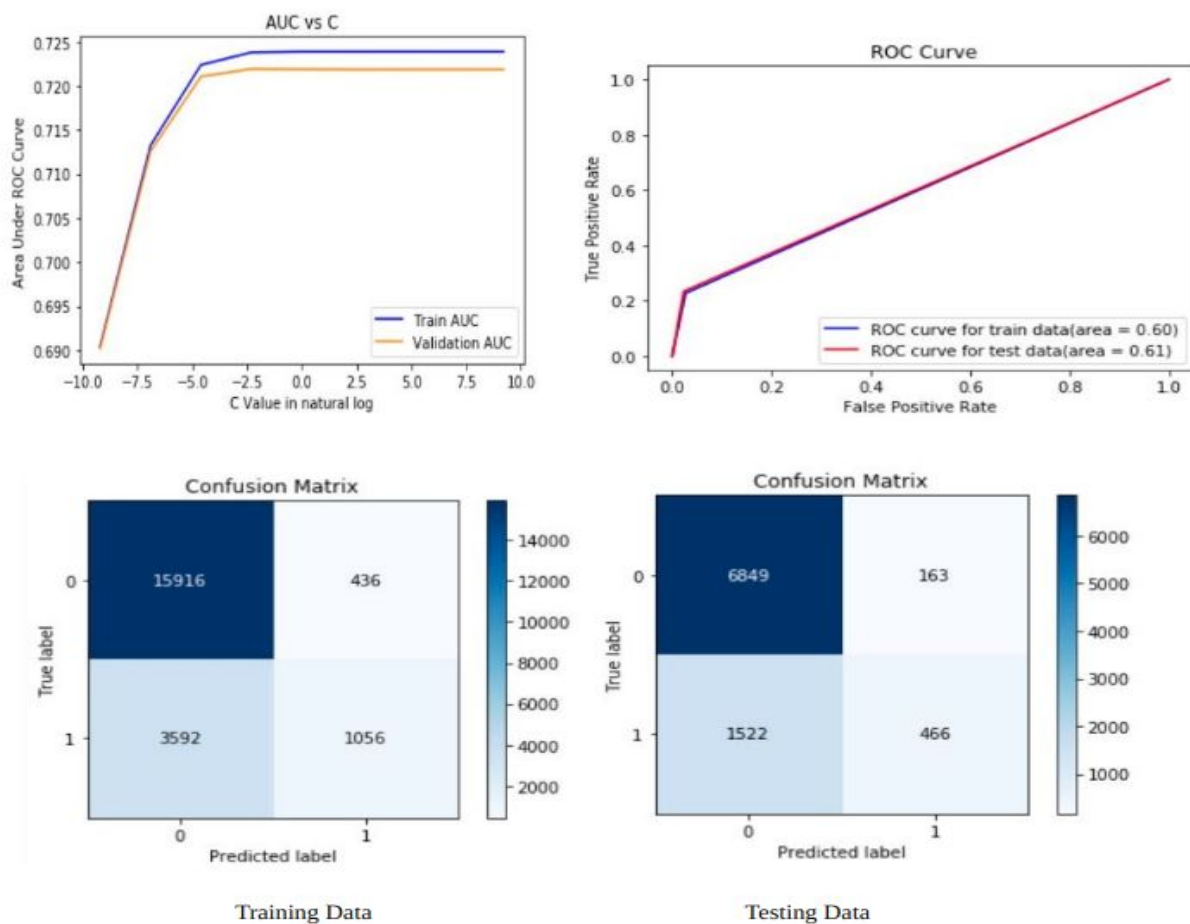 AUC vs C
0.725
0.720
0.715
0.710
0.705
0.700
0.695
0.690
Area Under ROC Curve
Train AUC
Validation AUC
−10.0 −7.5 −5.0 −2.5 0.0 2.5 5.0 7.5 10.0
C Value in natural log
ROC Curve
1.0
0.8
0.6
0.4
0.2
0.0
True Positive Rate
ROC curve for train data(area = 0.60)
ROC curve for test data(area = 0.61)
0.0 0.2 0.4 0.6 0.8 1.0
False Positive Rate
Confusion Matrix
True label
0
1
15916 436
3592 1056
0 1
Predicted label
14000
12000
10000
8000
6000
4000
2000
Confusion Matrix
True label
0
1
6849 163
1522 466
0 1
Predicted label
6000
5000
4000
3000
2000
1000
Training Data
Testing Data